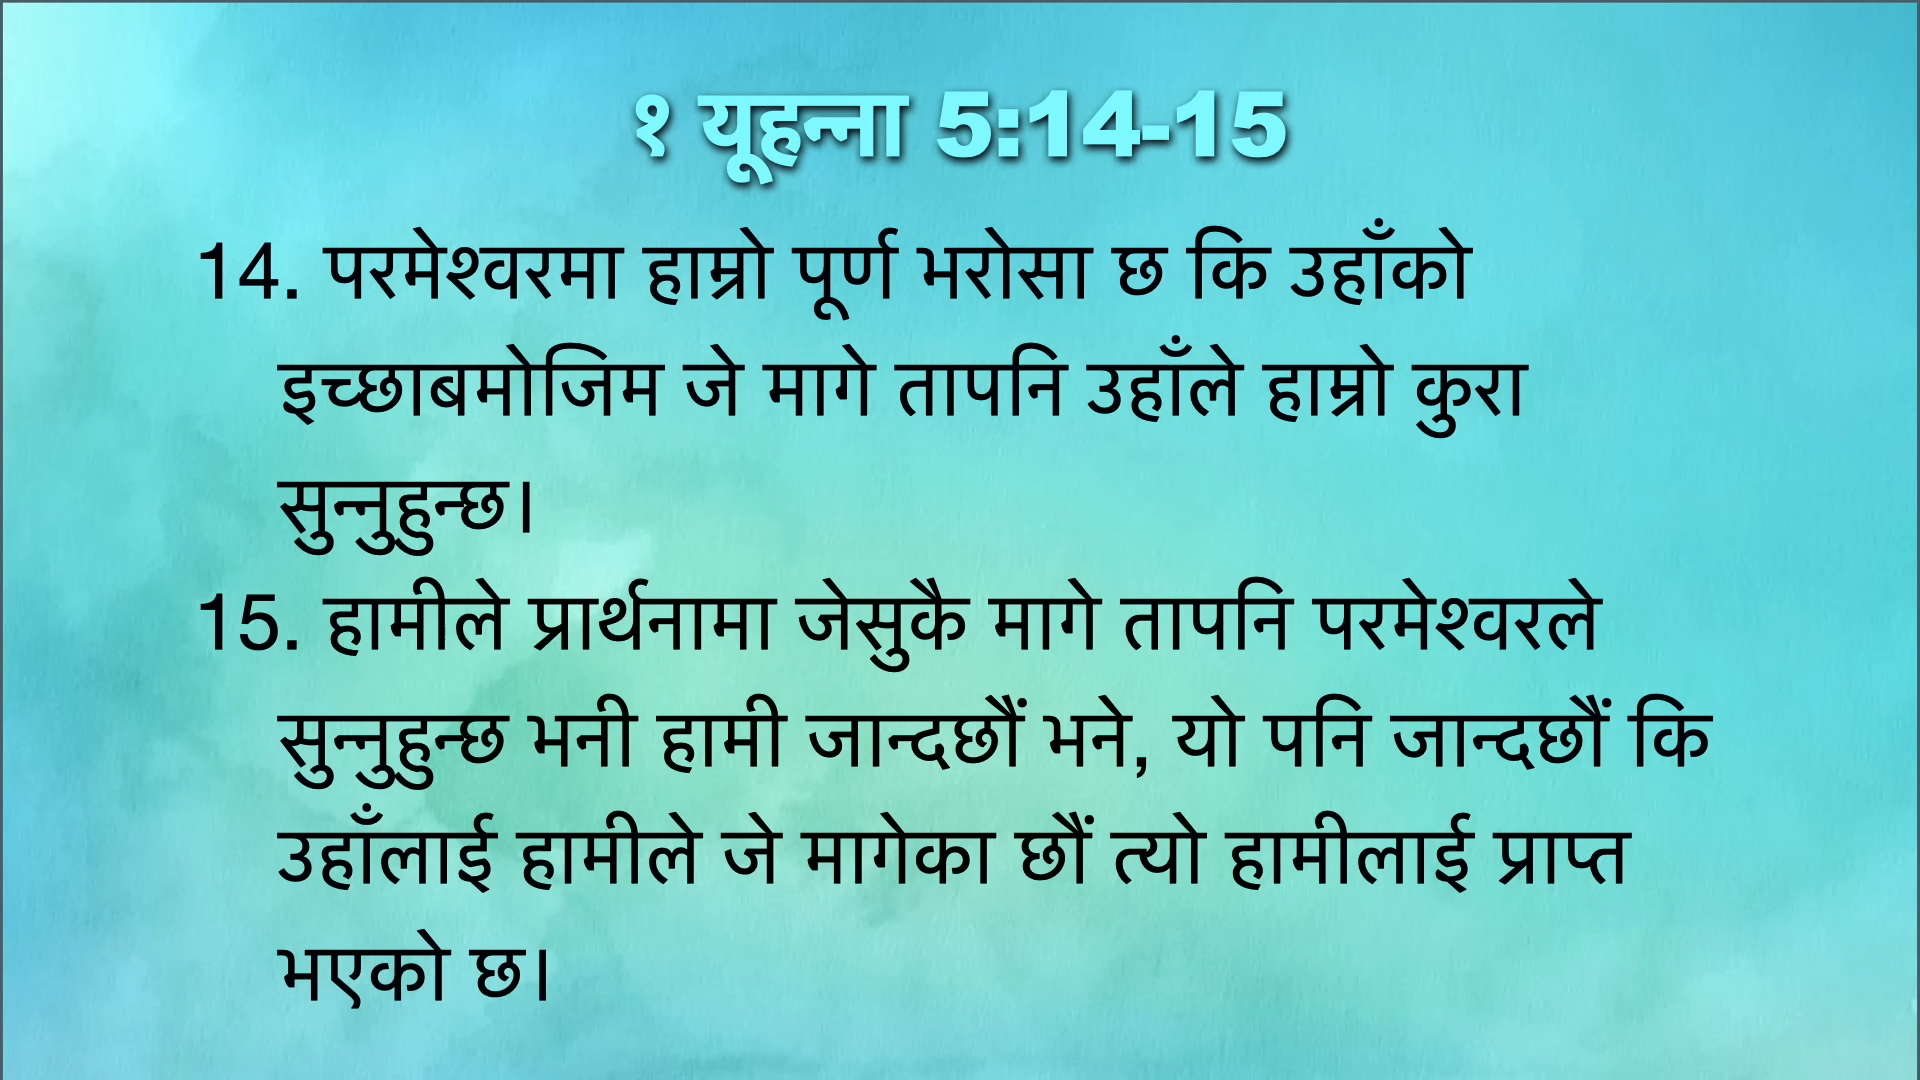 १ यूहन्ना 5:14-15
14. परमेश्वरमा हाम्रो पूर्ण भरोसा छ कि उहाँको
इच्छाबमोजिम जे मागे तापनि उहाँले हाम्रो कुरा
सुन्नुहुन्छ।
15. हामीले प्रार्थनामा जेसुकै मागे तापनि परमेश्वरले
सुन्नुहुन्छ भनी हामी जान्दछौं भने, यो पनि जान्दछौं कि
उहाँलाई हामीले जे मागेका छौं त्यो हामीलाई प्राप्त
भएको छ।